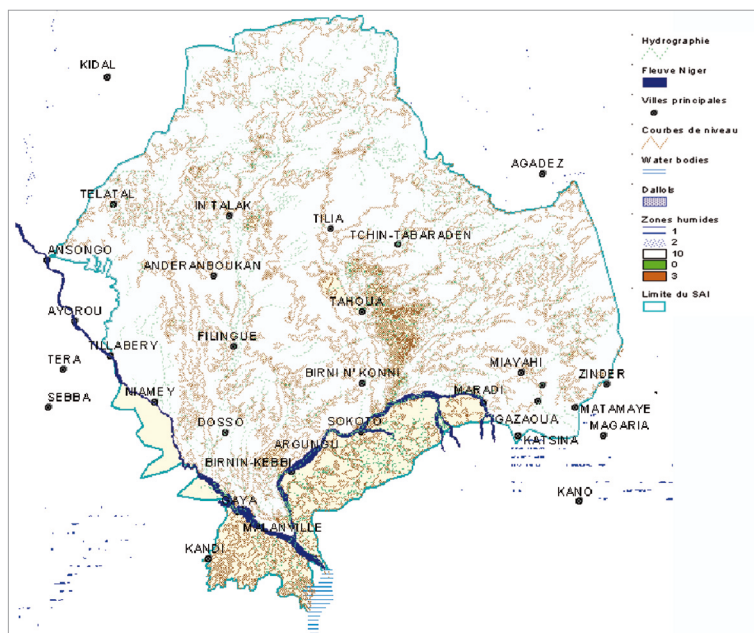 KIDAL
AGADEZ
TELATAL
IN TALAK
TILIA
TCHIN-TABARADEN
ANSONGO
ANDERANBOUKAN
TAHOUA
AYOROU
FILINGUE
TILLABERY
TERA
MIAYAHI
ZINDER
BIRNI N'KONNI
SEBBA
NIAMEY
MARADI
MATAMAYE
DOSSO
SOKOTO
GAZAOUA
MAGARIA
ARGUNGU
KATSINA
BIRNIN-KEBBI
KANO
GAYA
MALANVILLE
KANDI
Hydrographie
Fleuve Niger
Villes principales
Courbes de niveau
Water bodies
Dallols
Zones humides
1
2
10
0
3
Limite du SAI